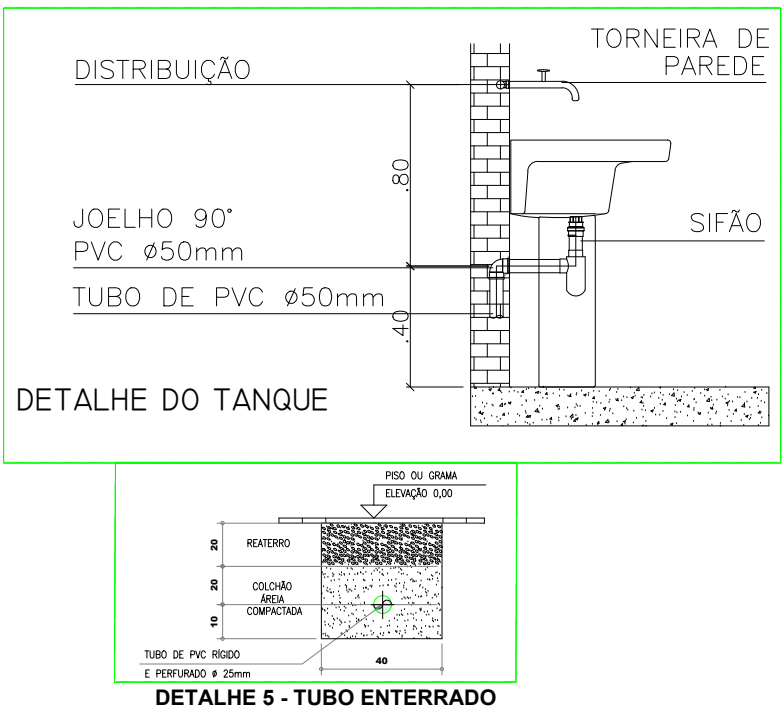 TORNEIRA DE
PAREDE
DISTRIBUIÇÃO
.80
JOELHO 90°
PVC Ø50mm
SIFÃO
TUBO DE PVC Ø50mm
.40
DETALHE DO TANQUE
PISO OU GRAMA
ELEVAÇÃO 0,00
20
REATERRO
20
COLCHÃO
ÁREIA
COMPACTADA
10
TUBO DE PVC RÍGIDO
E PERFURADO Ø 25mm
40
DETALHE 5 - TUBO ENTERRADO